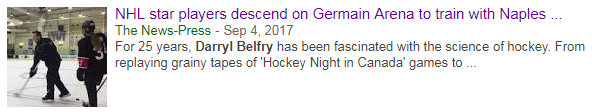 NHL star players descend on Germain Arena to train with Naples ...
The News-Press - Sep 4, 2017
For 25 years, Darryl Belfry has been fascinated with the science of hockey. From
replaying grainy tapes of 'Hockey Night in Canada' games to ...